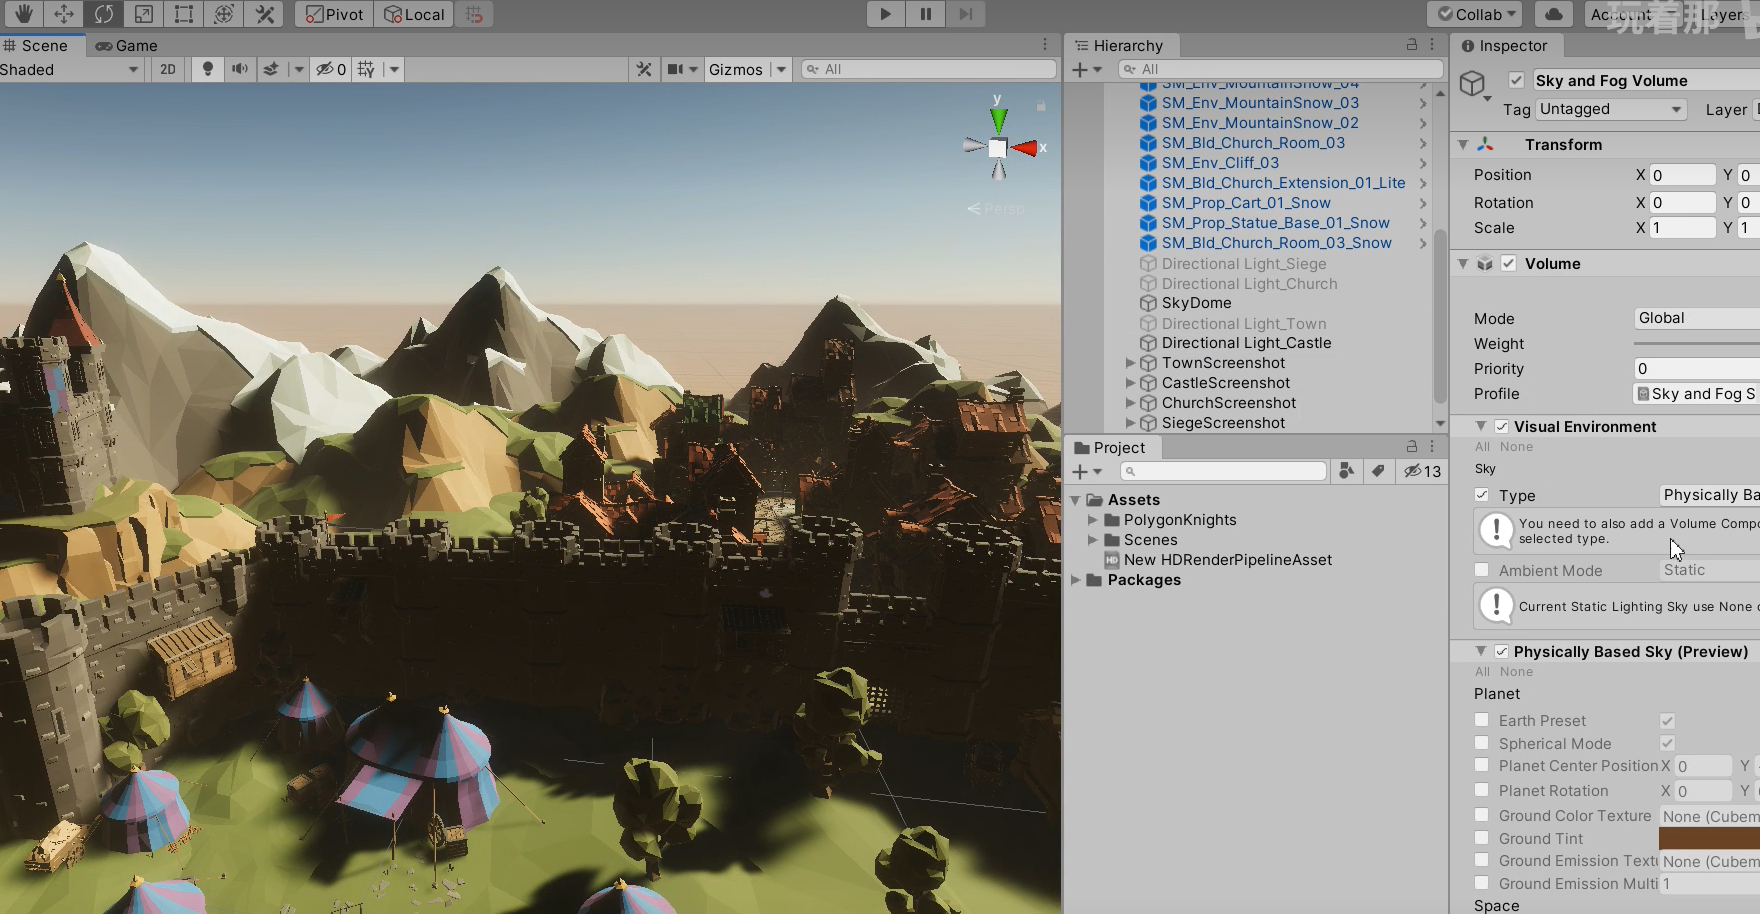 Pivot
Local
Collab
Account
Layers
玩着那
Scene
Game
Hierarchy
Inspector
Shaded
2D
0
Gizmos
All
All
y
x
Persp
SM_Env_MountainSnow_04
SM_Env_MountainSnow_03
SM_Env_MountainSnow_02
SM_Bld_Church_Room_03
SM_Env_Cliff_03
SM_Bld_Church_Extension_01_Lite
SM_Prop_Cart_01_Snow
SM_Prop_Statue_Base_01_Snow
SM_Bld_Church_Room_03_Snow
Directional Light_Siege
Directional Light_Church
SkyDome
Directional Light_Town
Directional Light_Castle
TownScreenshot
CastleScreenshot
ChurchScreenshot
SiegeScreenshot
Project
13
Assets
PolygonKnights
Scenes
HD New HDRenderPipelineAsset
Packages
Sky and Fog Volume
Tag Untagged Layer
Transform
Position X 0 Y 0
Rotation X 0 Y 0
Scale X 1 Y 1
Volume
Mode Global
Weight
Priority 0
Profile Sky and Fog S
Visual Environment
All None
Sky
Type Physically Ba
You need to also add a Volume Compo
selected type.
Ambient Mode Static
Current Static Lighting Sky use None
Physically Based Sky (Preview)
All None
Planet
Earth Preset
Spherical Mode
Planet Center Position X 0 Y
Planet Rotation X 0 Y
Ground Color Texture None (Cubem
Ground Tint
Ground Emission Textu None (Cubem
Ground Emission Multi 1
Space